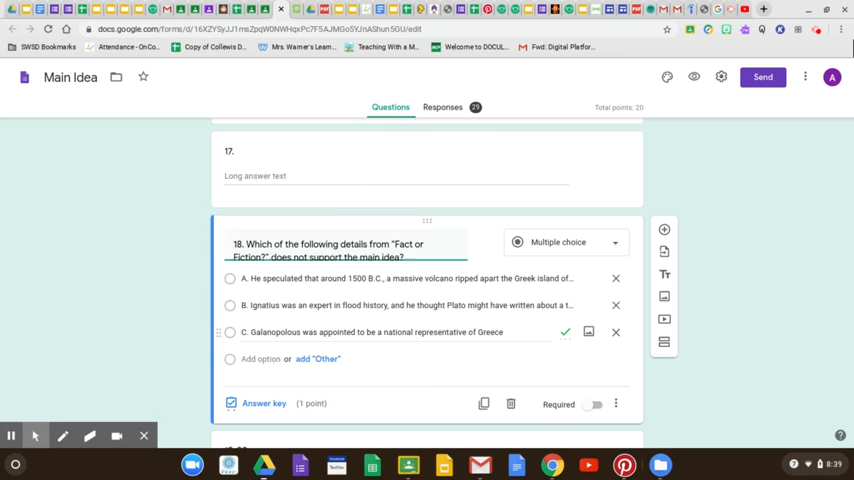 docs.google.com/forms/d/16XZYSyJJ1msZpqW0NWHqxPc7F5AJMGo5YJnAShun5GU/edit
SWSD Bookmarks
Attendance - OnCo...
Copy of Collewis D...
Mrs. Warner's Learn...
Teaching With a M...
Welcome to DOCUL...
Fwd: Digital Platfor...
Main Idea
Send
A
Questions
Responses 29
Total points: 20
17.
Long answer text
18. Which of the following details from "Fact or
Fiction?" does not support the main idea?
Multiple choice
A. He speculated that around 1500 B.C., a massive volcano ripped apart the Greek island of...
B. Ignatius was an expert in flood history, and he thought Plato might have written about a t...
C. Galanopolous was appointed to be a national representative of Greece
Add option or add "Other"
Answer key (1 point)
Required
7 8:39